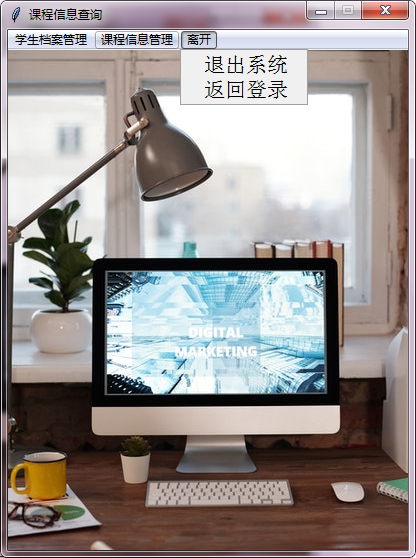 课程信息查询
学生档案管理 课程信息管理 离开
退出系统
返回登录
DIGITAL
MARKETING